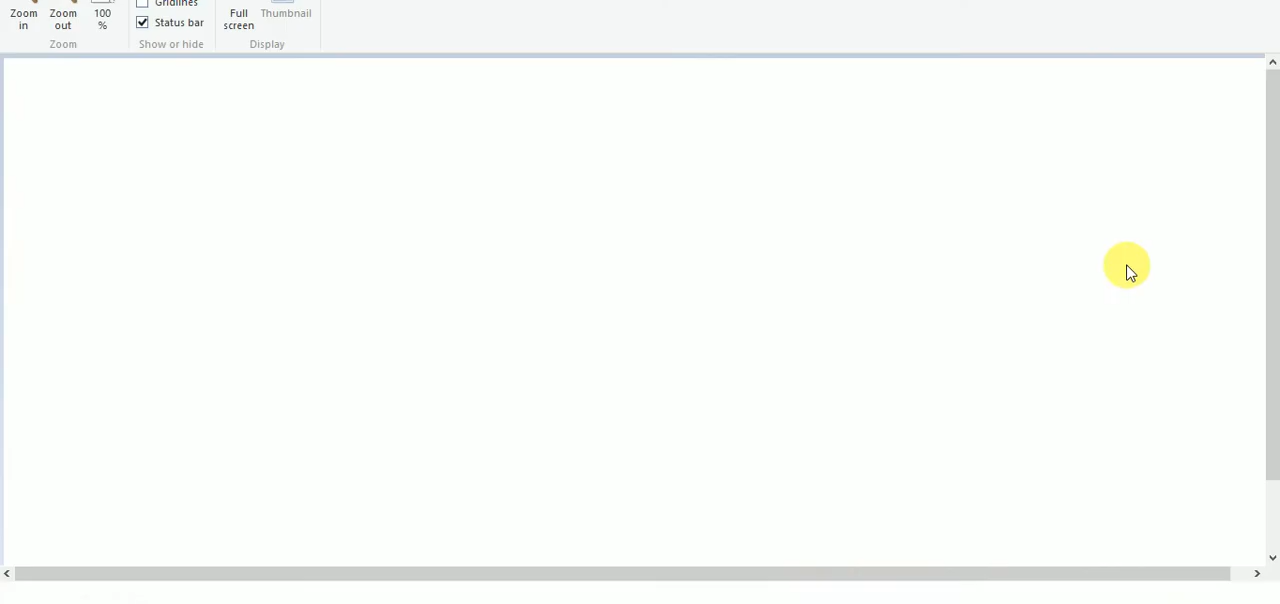 Gridlines
Zoom in
Zoom out
100 %
Status bar
Full screen
Thumbnail
Zoom
Show or hide
Display